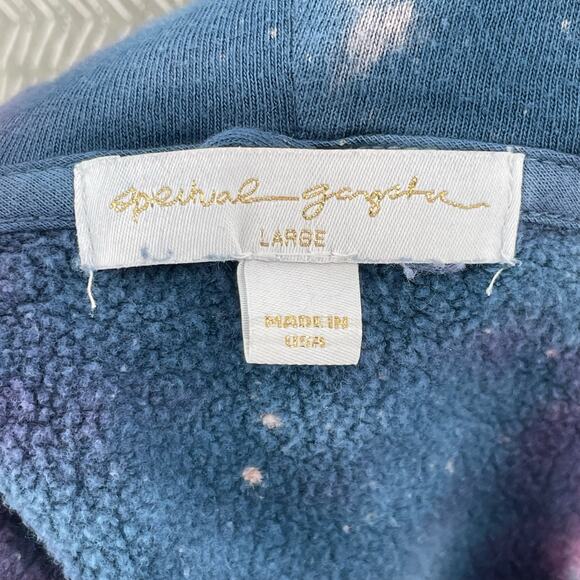 spiritual gangster
LARGE
MADE IN
USA